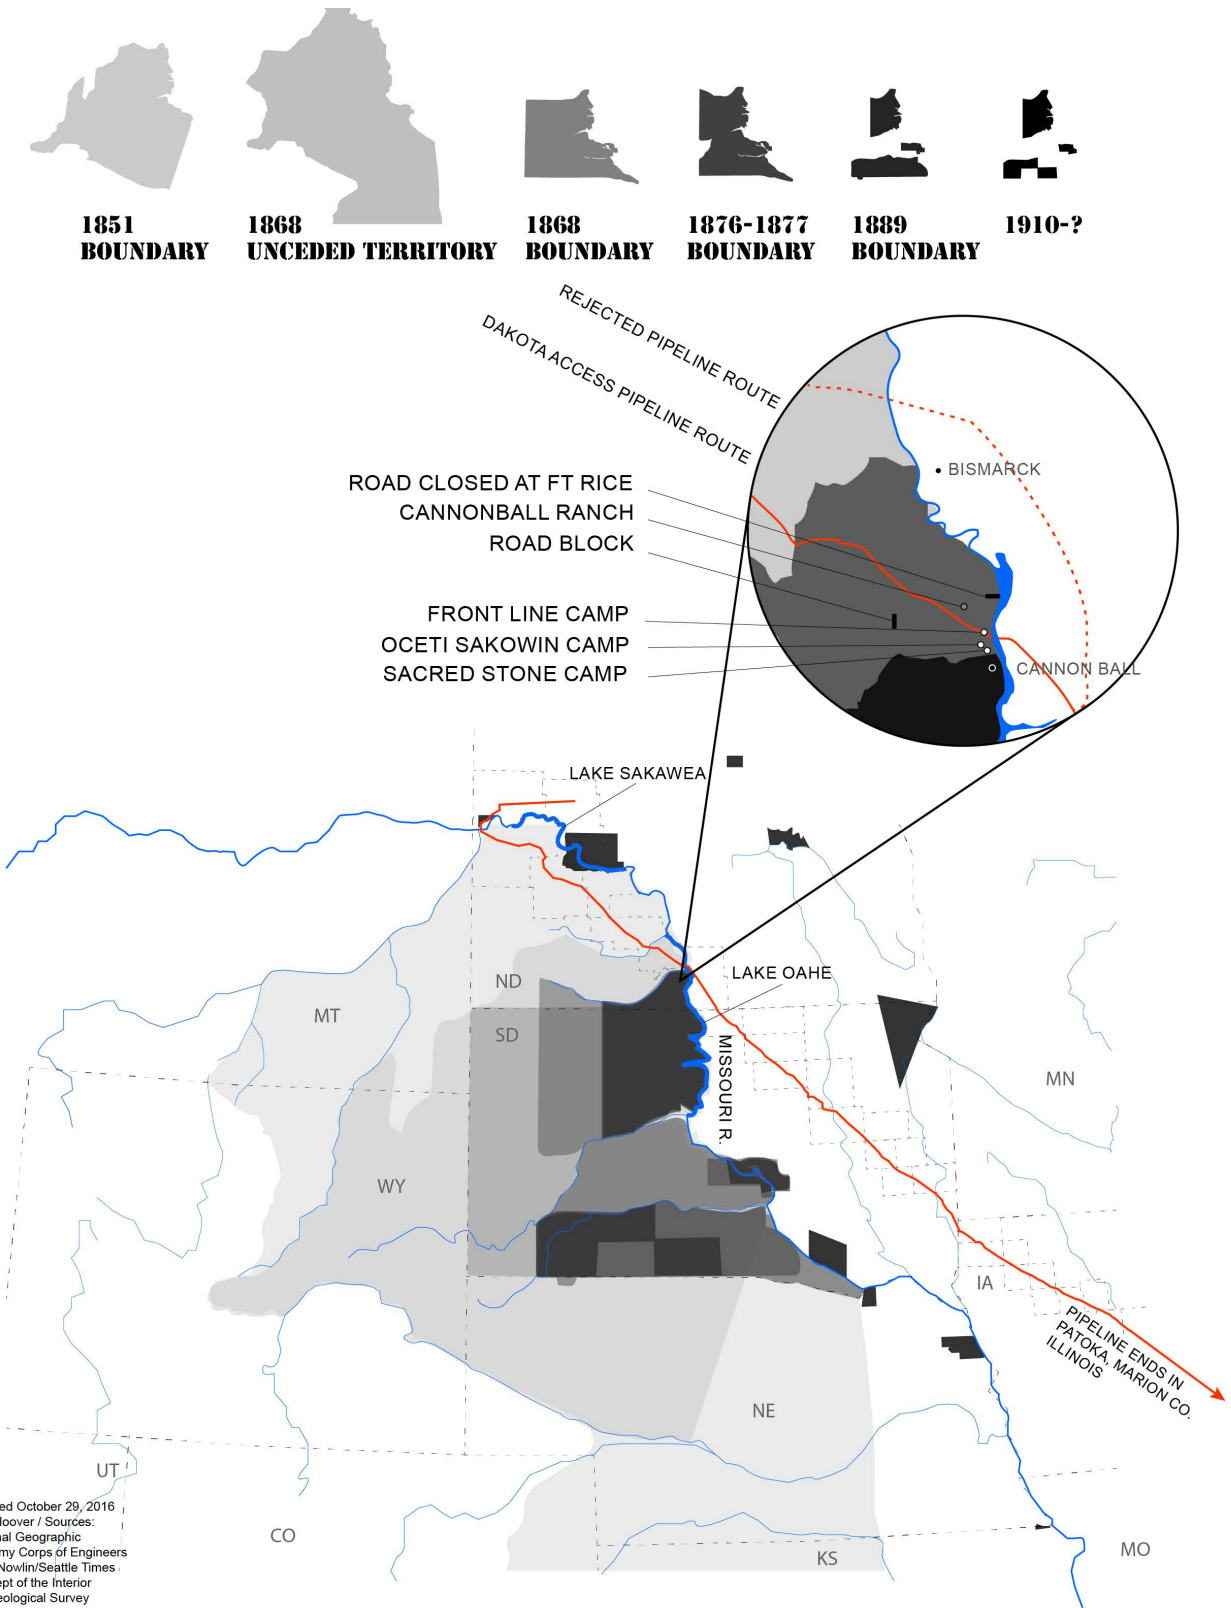 1851
BOUNDARY
1868
UNCEDED TERRITORY
1868
BOUNDARY
1876-1877
BOUNDARY
1889
BOUNDARY
1910-?
REJECTED PIPELINE ROUTE
DAKOTA ACCESS PIPELINE ROUTE
BISMARCK
ROAD CLOSED AT FT RICE
CANNONBALL RANCH
ROAD BLOCK
FRONT LINE CAMP
OCETI SAKOWIN CAMP
SACRED STONE CAMP
CANNON BALL
LAKE SAKAWEA
LAKE OAHE
ND
MT
SD
MISSOURI R.
MN
WY
IA
PIPELINE ENDS IN
PATOKA, MARION CO.
ILLINOIS
NE
UT
CO
KS
MO
ed October 29, 2016
loover / Sources:
nal Geographic
my Corps of Engineers
Nowlin/Seattle Times
ept of the Interior
eological Survey